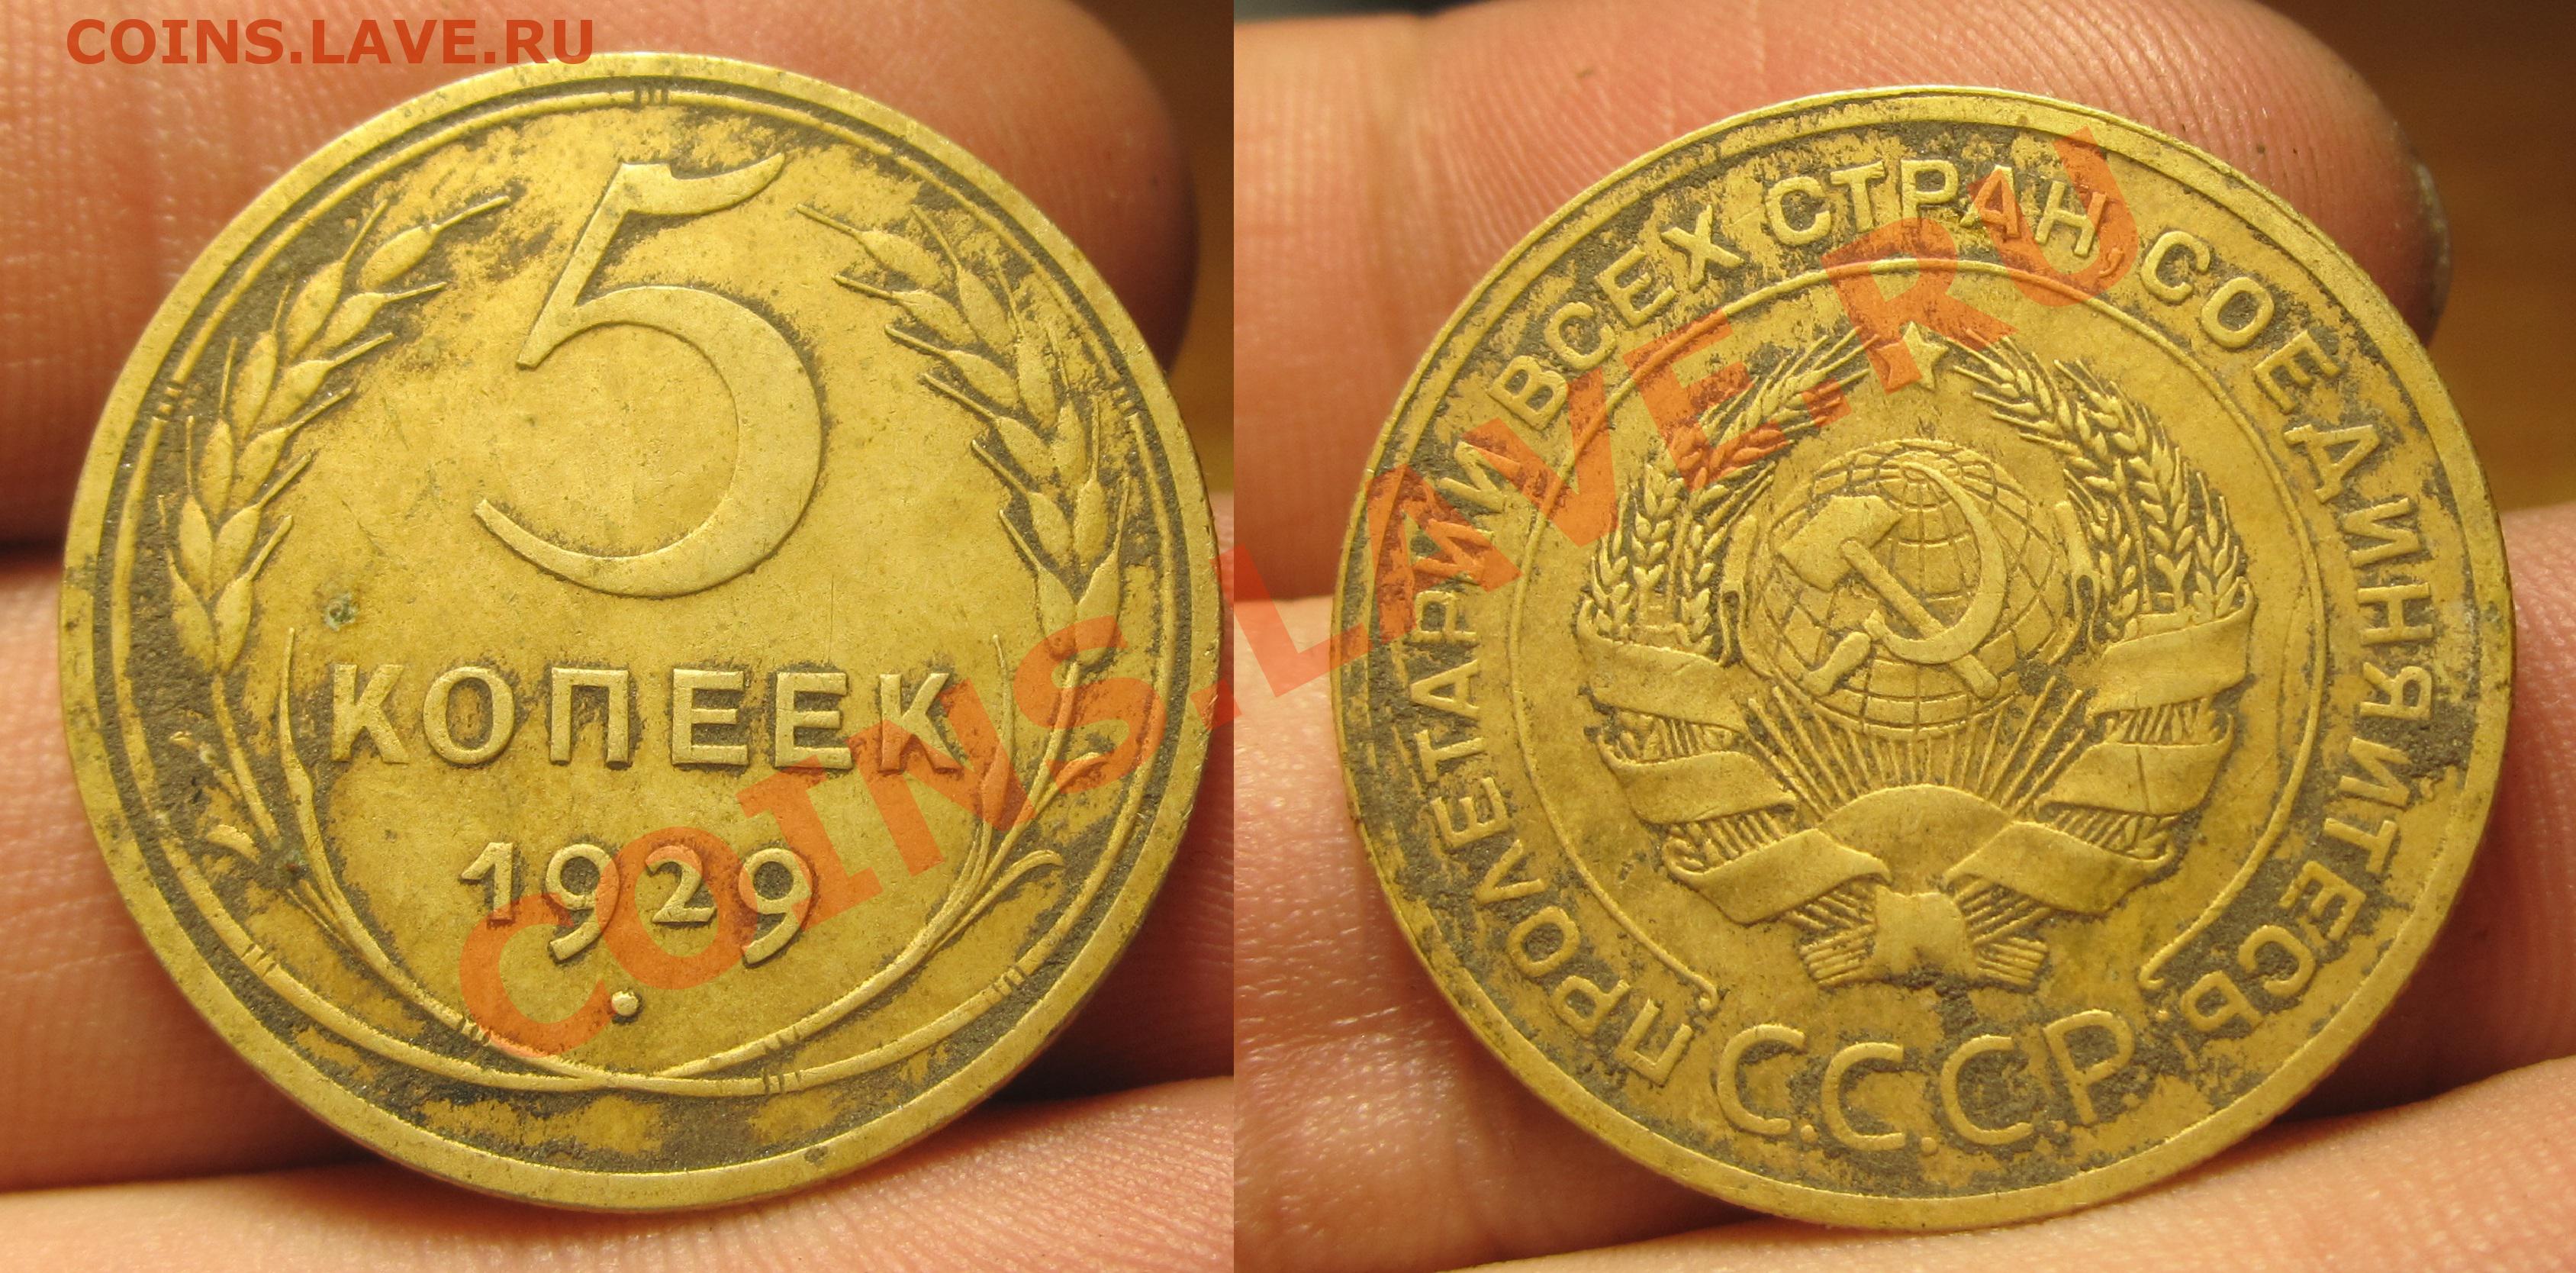 COINS.LAVE.RU
5
КОПЕЕК
1929
ПРОЛЕТАРИИ ВСЕХ СТРАН, СОЕДИНЯЙТЕСЬ!
С.С.С.Р.
COINS.LAVE.RU